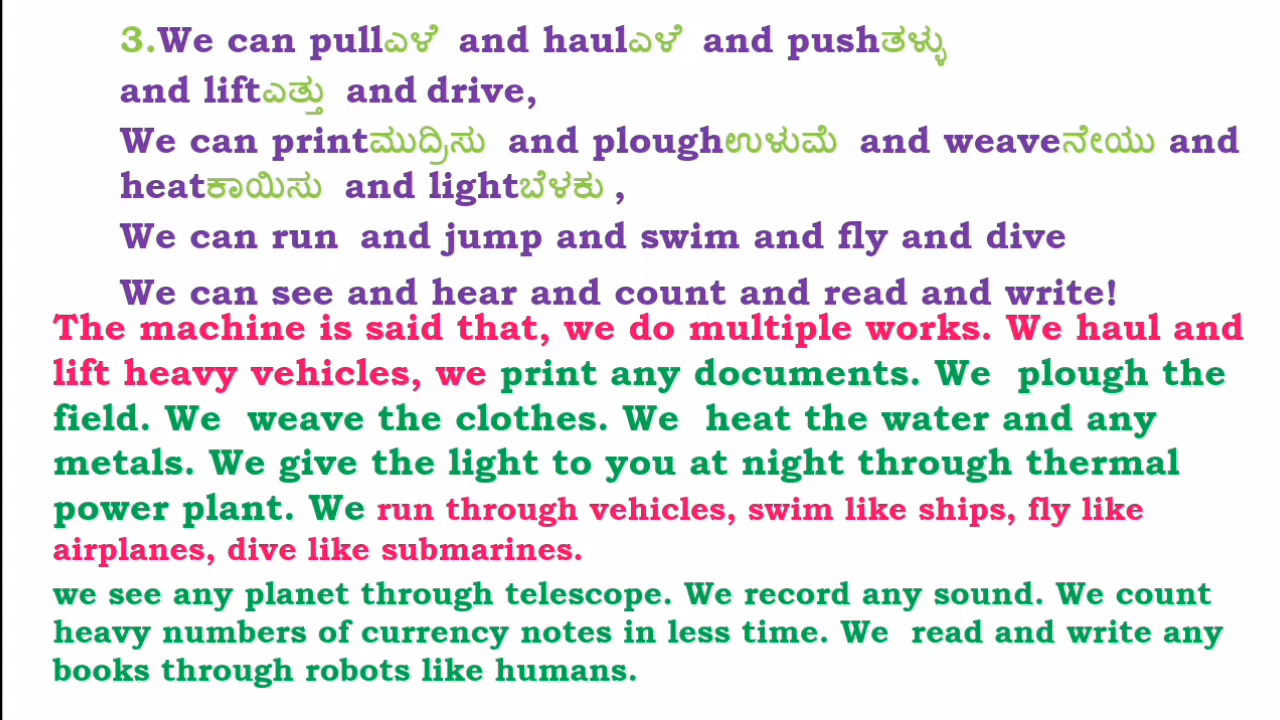 3.We can pullಎಳೆ and haulಎಳೆ and pushತಳ್ಳು
and liftಎತ್ತು and drive,
We can printಮುದ್ರಿಸು and ploughಉಳುಮೆ and weaveನೇಯು and
heatಕಾಯಿಸು and lightಬೆಳಕು ,
We can run and jump and swim and fly and dive
We can see and hear and count and read and write!
The machine is said that, we do multiple works. We haul and
lift heavy vehicles, we print any documents. We plough the
field. We weave the clothes. We heat the water and any
metals. We give the light to you at night through thermal
power plant. We run through vehicles, swim like ships, fly like
airplanes, dive like submarines.
we see any planet through telescope. We record any sound. We count
heavy numbers of currency notes in less time. We read and write any
books through robots like humans.